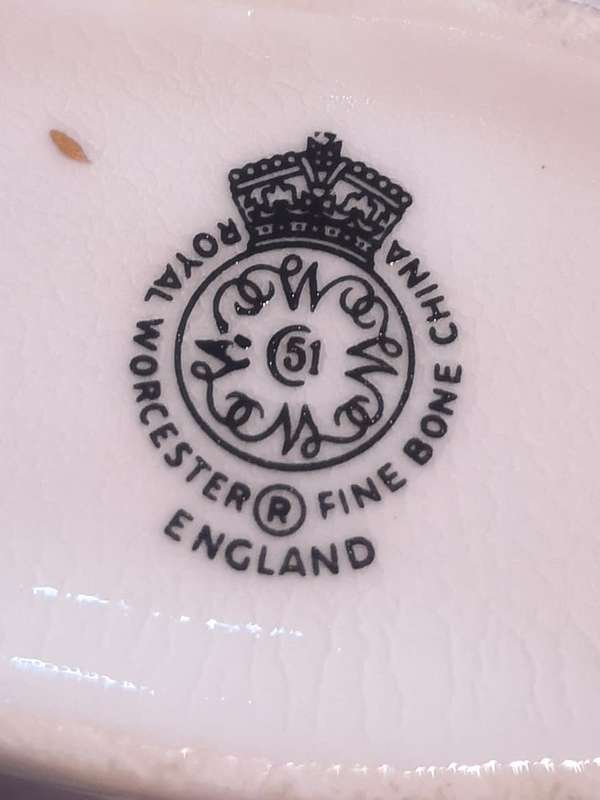 ROYAL WORCESTER ® FINE BONE CHINA
W W W W
C 51
ENGLAND